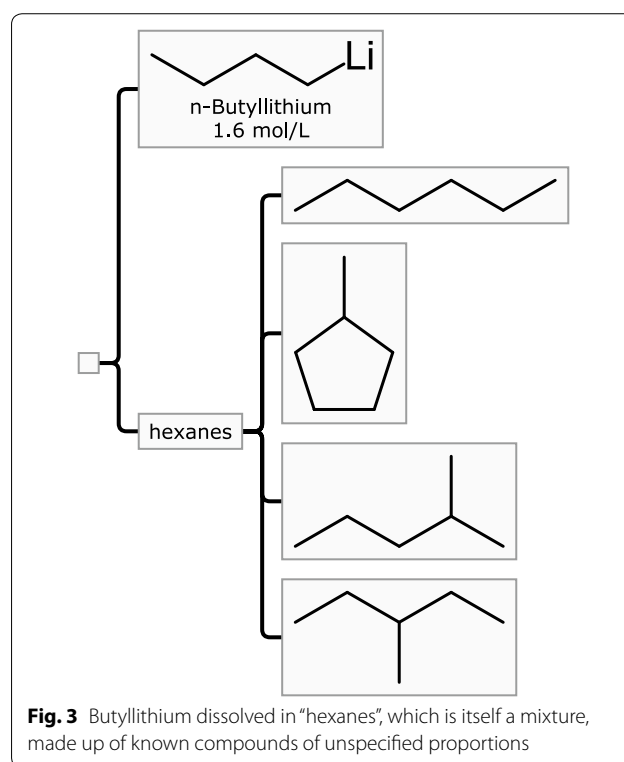 Li
n-Butyllithium
1.6 mol/L
hexanes
Fig. 3 Butyllithium dissolved in “hexanes”, which is itself a mixture,
made up of known compounds of unspecified proportions